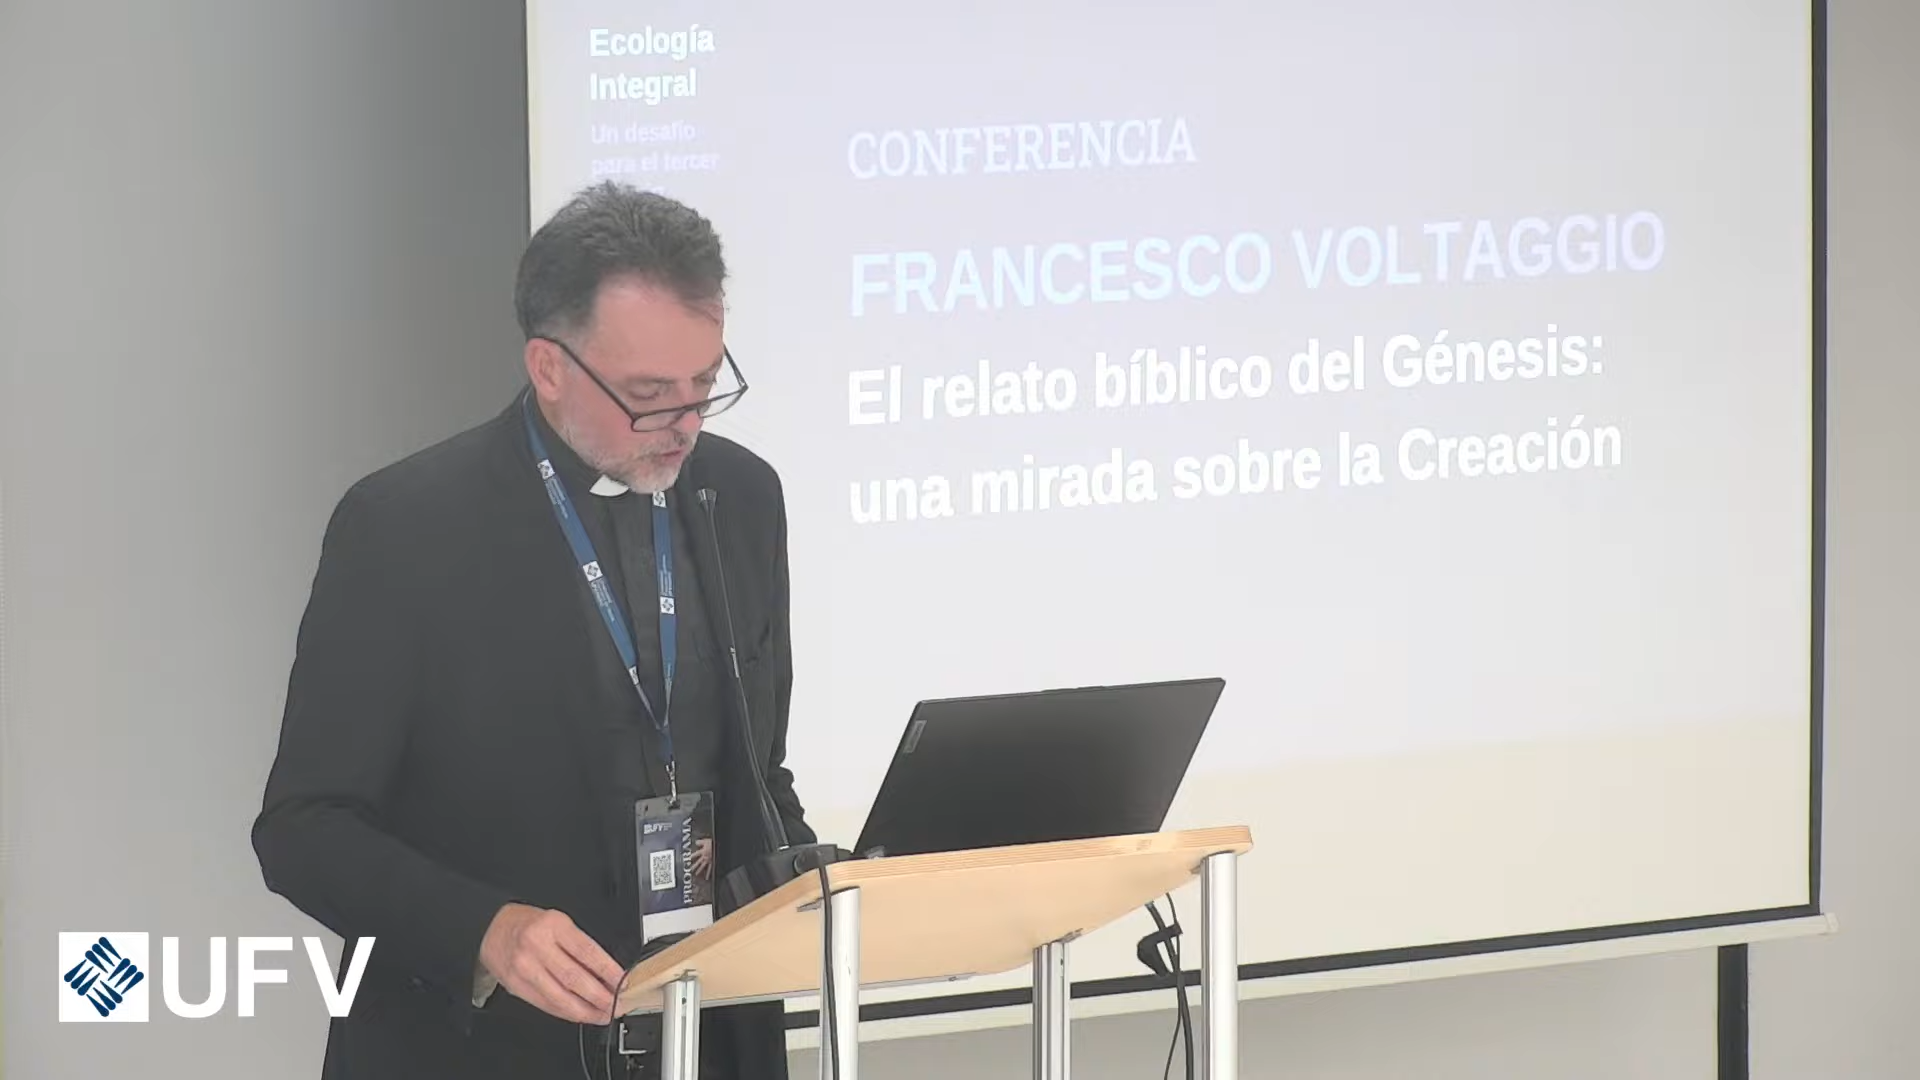 Ecología
Integral
Un desafío
para el tercer
CONFERENCIA
FRANCESCO VOLTAGGIO
El relato bíblico del Génesis:
una mirada sobre la Creación
UFV
PROGRAMA
UFV